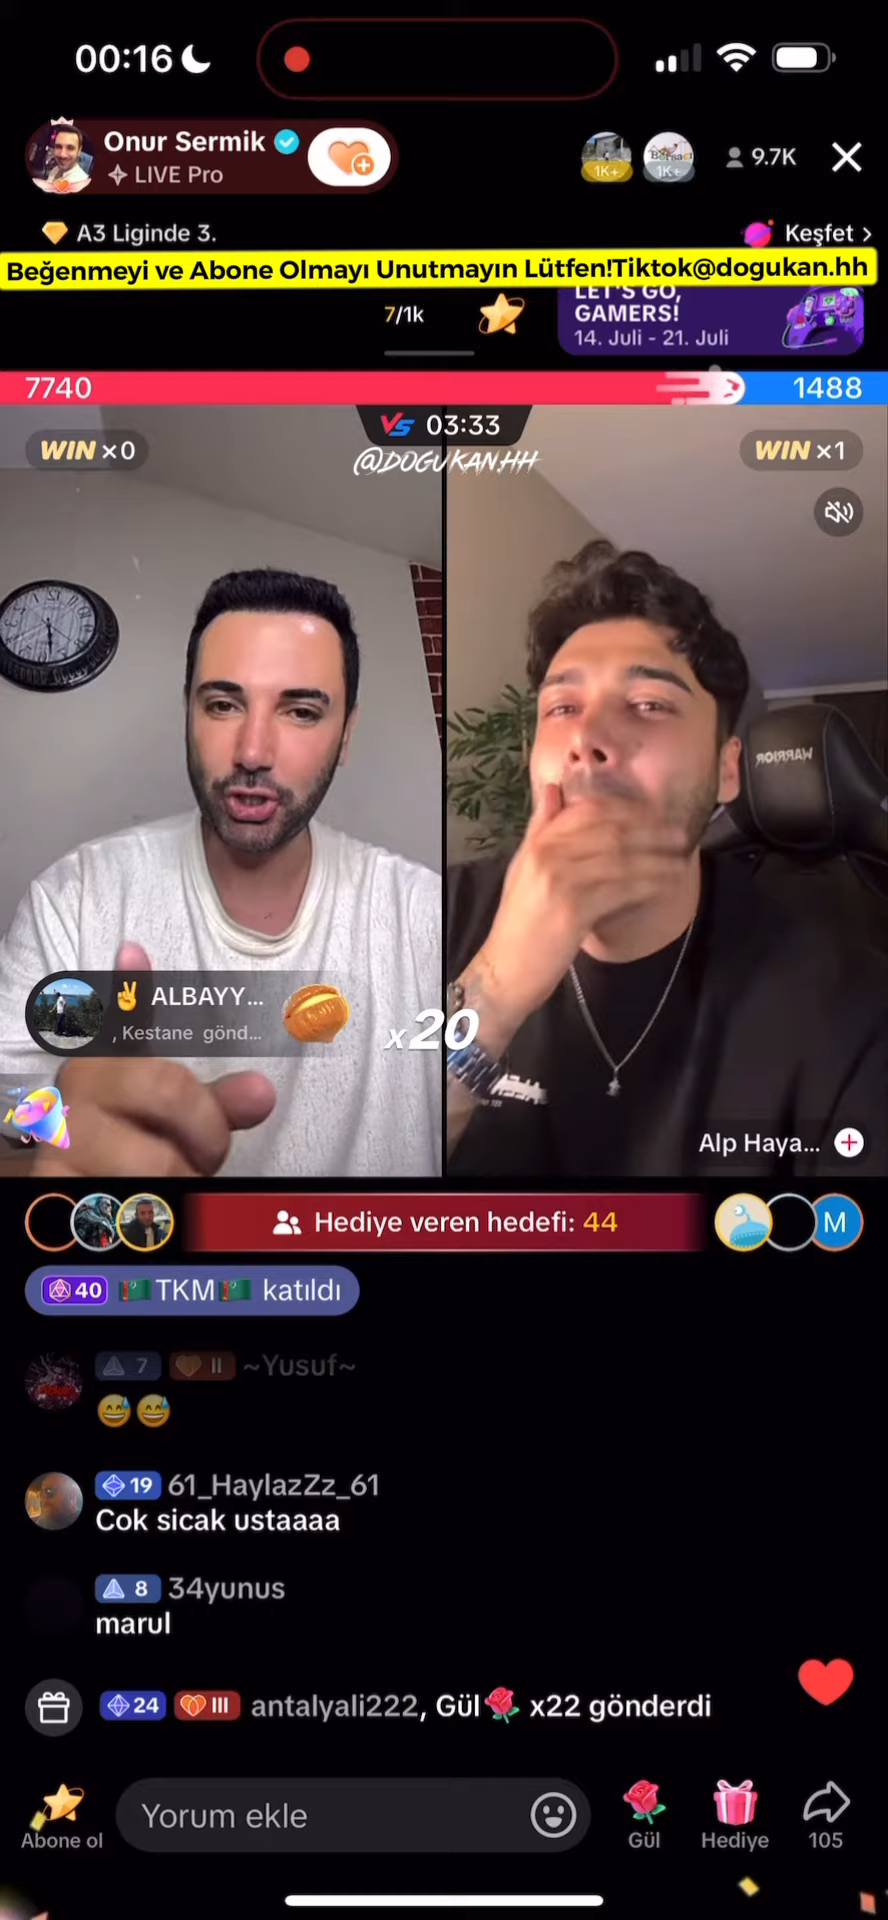 00:16
Onur Sermik
LIVE Pro
1K+
1K+
9.7K
A3 Liginde 3.
Keşfet >
Beğenmeyi ve Abone Olmayı Unutmayın Lütfen!Tiktok@dogukan.hh
7/1k
LET'S GO,
GAMERS!
14. Juli - 21. Juli
7740
1488
VS 03:33
WIN x0
@DOGUKAN.HH
WIN x1
WARRIOR
ALBAYY...
, Kestane gönd...
x20
Alp Haya...
Hediye veren hedefi: 44
M
40 TKM katıldı
7 II ~Yusuf~
19 61_HaylazZz_61
Cok sicak ustaaaa
8 34yunus
marul
24 III antalyali222, Gül x22 gönderdi
Abone ol
Yorum ekle
Gül
Hediye
105